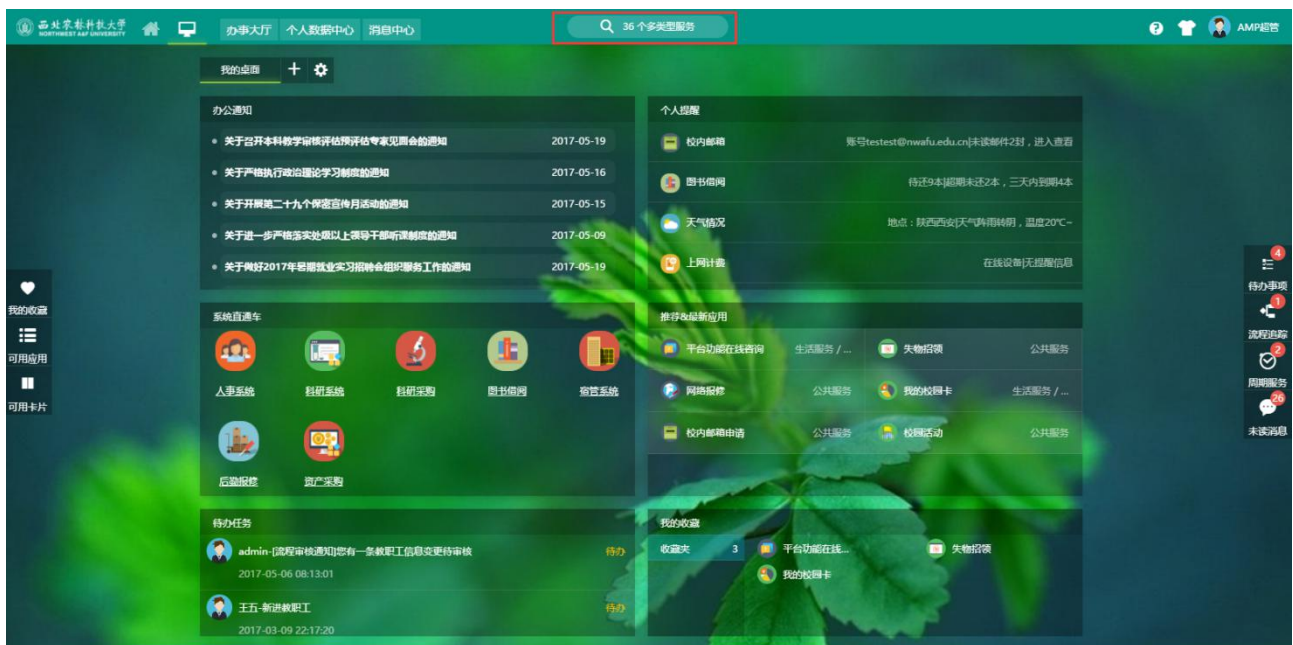 西北农林科技大学
NORTHWEST A&F UNIVERSITY
办事大厅 个人数据中心 消息中心
36 个多类型服务
AMP超管
我的桌面
办公通知
关于召开本科教学审核评估预评估专家见面会的通知 2017-05-19
关于严格执行政治理论学习制度的通知 2017-05-16
关于开展第二十九个保密宣传月活动的通知 2017-05-15
关于进一步严格落实处级以上领导干部听课制度的通知 2017-05-09
关于做好2017年暑期就业实习招聘会组织服务工作的通知 2017-05-19
个人提醒
校内邮箱 账号testest@nwafu.edu.cn|未读邮件2封，进入查看
图书借阅 待还9本|超期未还2本，三天内到期4本
天气情况 地点：陕西西安|天气阵雨转阴，温度20℃~
上网计费 在线设备|无提醒信息
我的收藏
可用应用
可用卡片
4
待办事项
1
流程追踪
2
周期服务
26
未读消息
系统直通车
人事系统 科研系统 科研采购 图书借阅 宿管系统
后勤报修 资产采购
推荐&最新应用
平台功能在线咨询 生活服务 / ... 失物招领 公共服务
网络报修 公共服务 我的校园卡 生活服务 / ...
校内邮箱申请 公共服务 校园活动 公共服务
待办任务
admin-[流程审核通知]您有一条教职工信息变更待审核 待办
2017-05-06 08:13:01
王五-新进教职工 待办
2017-03-09 22:17:20
我的收藏
收藏夹 3 平台功能在线... 失物招领
我的校园卡